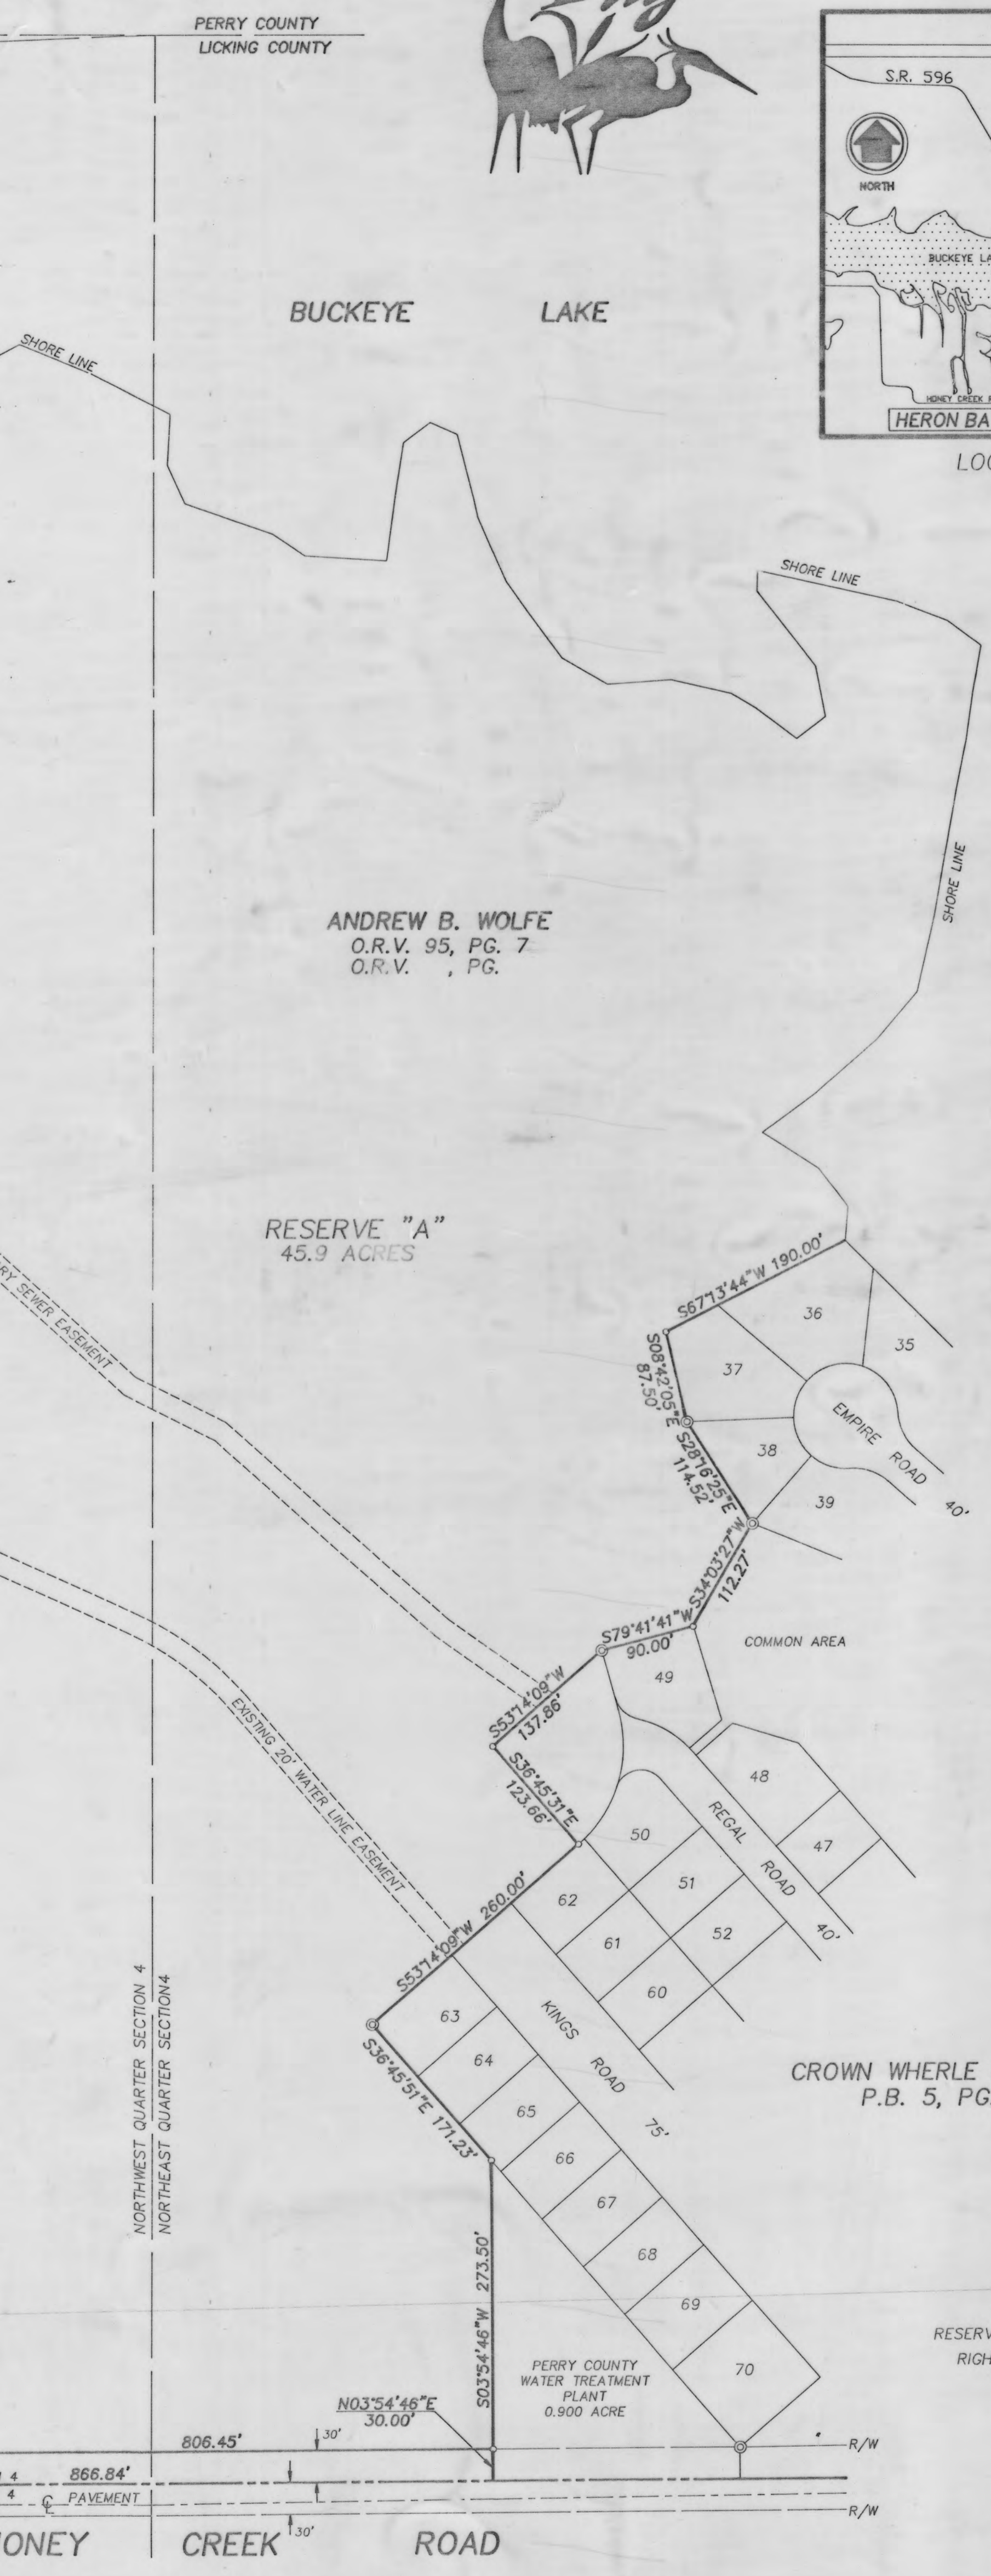 PERRY COUNTY
LICKING COUNTY
S.R. 596
NORTH
BUCKEYE LA
HONEY CREEK
HERON BA
LOC
BUCKEYE LAKE
SHORE LINE
SHORE LINE
SHORE LINE
ANDREW B. WOLFE
O.R.V. 95, PG. 7
O.R.V. , PG.
RESERVE "A"
45.9 ACRES
RY SEWER EASEMENT
S67°13'44"W 190.00'
36
35
37
S08°42'05"E
87.50'
EMPIRE ROAD
40'
38
S28°16'25"E
114.52'
39
S34°03'27"W
112.27'
S79°41'41"W
90.00'
COMMON AREA
49
S53°14'09"W
137.86'
EXISTING 20' WATER LINE EASEMENT
S36°45'31"E
123.66'
48
REGAL ROAD
40'
50
47
51
62
52
S53°14'09"W 260.00'
61
60
63
KINGS ROAD
75'
64
S36°45'51"E 171.23'
65
66
67
68
69
70
NORTHWEST QUARTER SECTION 4
NORTHEAST QUARTER SECTION4
CROWN WHERLE
P.B. 5, PG
S03°54'46"W 273.50'
RESERV
RIGH
PERRY COUNTY
WATER TREATMENT
PLANT
0.900 ACRE
N03°54'46"E
30.00'
806.45'
30'
R/W
4
866.84'
4
PAVEMENT
R/W
30'
ONEY CREEK ROAD